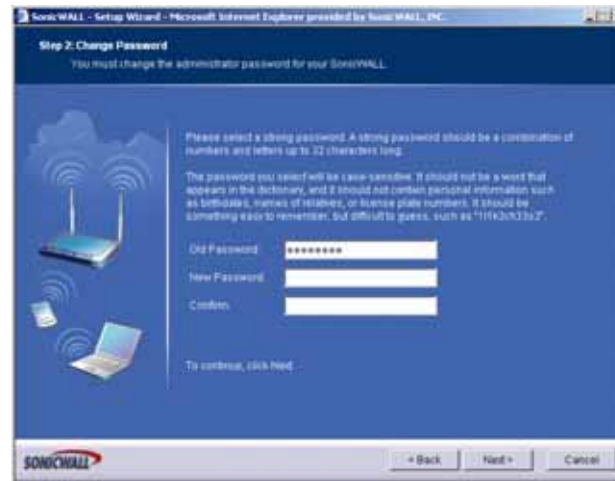 SonicWALL - Setup Wizard - Microsoft Internet Explorer provided by SonicWALL, INC.
Step 2: Change Password
You must change the administrator password for your SonicWALL.
Please select a strong password. A strong password should be a combination of
numbers and letters up to 32 characters long.
The password you select will be case-sensitive. It should not be a word that
appears in the dictionary, and it should not contain personal information such
as birthdates, names of relatives, or license plate numbers. It should be
something easy to remember, but difficult to guess, such as
Old Password:
********
New Password:
Confirm:
To continue, click Next.
SONICWALL
< Back
Next >
Cancel